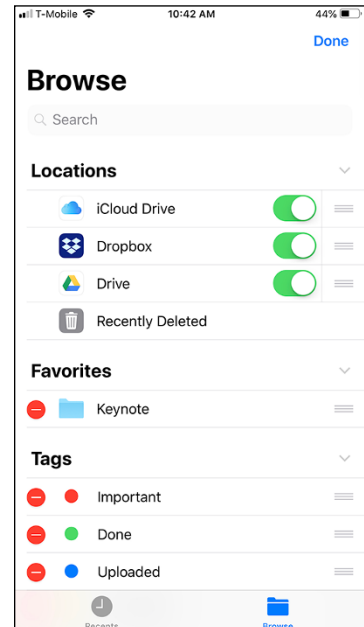 T-Mobile 10:42 AM 44%
Done
Browse
Search
Locations
iCloud Drive
Dropbox
Drive
Recently Deleted
Favorites
Keynote
Tags
Important
Done
Uploaded
Recents Browse